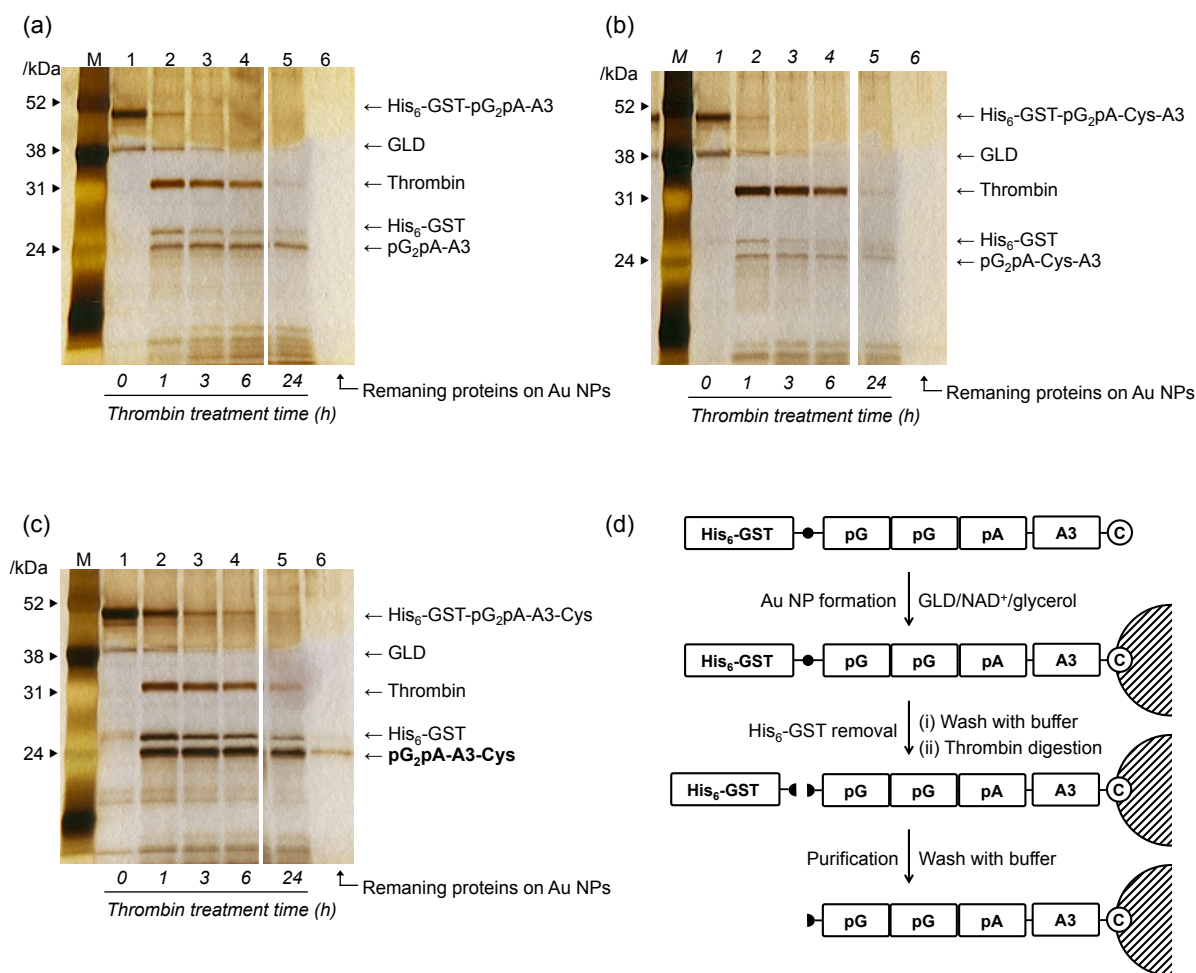 (a)
M 1 2 3 4 5 6
/kDa
52
38
31
24
← His₆-GST-pG₂pA-A3
← GLD
← Thrombin
← His₆-GST
← pG₂pA-A3
0 1 3 6 24
Remaning proteins on Au NPs
Thrombin treatment time (h)
(b)
M 1 2 3 4 5 6
/kDa
52
38
31
24
← His₆-GST-pG₂pA-Cys-A3
← GLD
← Thrombin
← His₆-GST
← pG₂pA-Cys-A3
0 1 3 6 24
Remaning proteins on Au NPs
Thrombin treatment time (h)
(c)
M 1 2 3 4 5 6
/kDa
52
38
31
24
← His₆-GST-pG₂pA-A3-Cys
← GLD
← Thrombin
← His₆-GST
← pG₂pA-A3-Cys
0 1 3 6 24
Remaning proteins on Au NPs
Thrombin treatment time (h)
(d)
His₆-GST pG pG pA A3 C
Au NP formation GLD/NAD⁺/glycerol
His₆-GST pG pG pA A3 C
His₆-GST removal (i) Wash with buffer
(ii) Thrombin digestion
His₆-GST pG pG pA A3 C
Purification Wash with buffer
pG pG pA A3 C